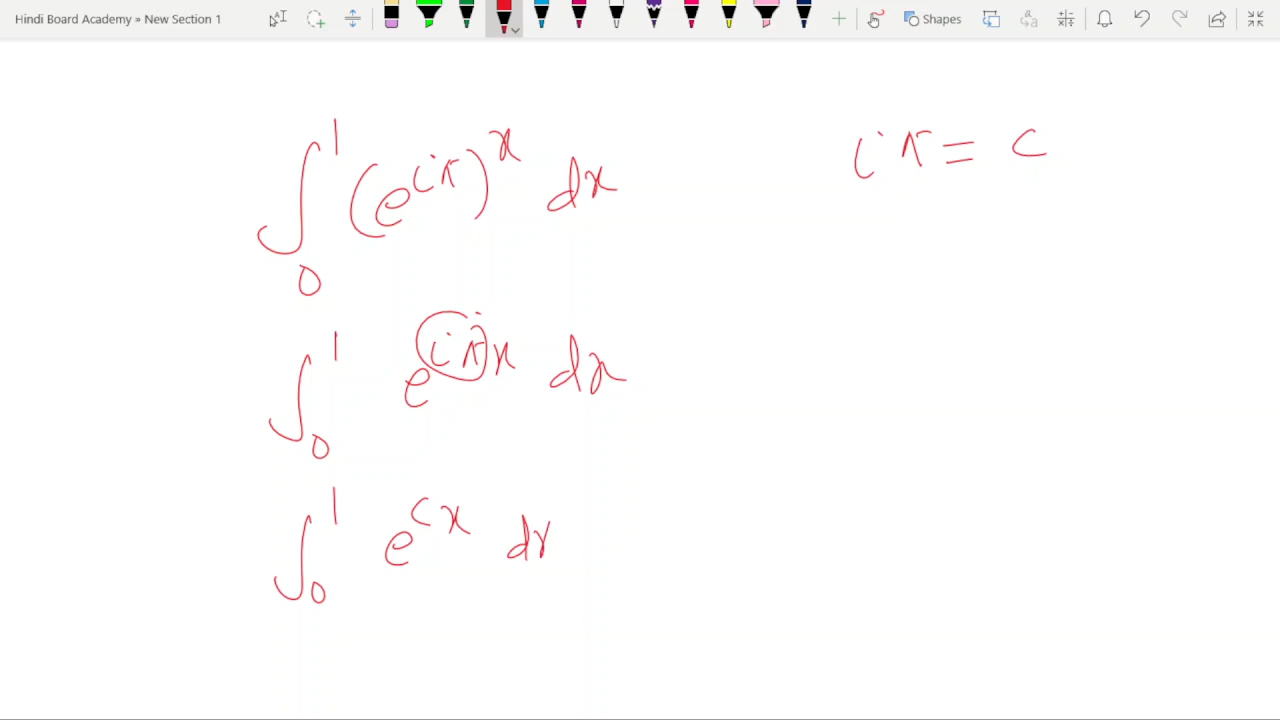 Hindi Board Academy » New Section 1
Shapes
∫₀¹ (e^{iπ})^x dx
iπ = c
∫₀¹ e^{iπx} dx
∫₀¹ e^{cx} dx